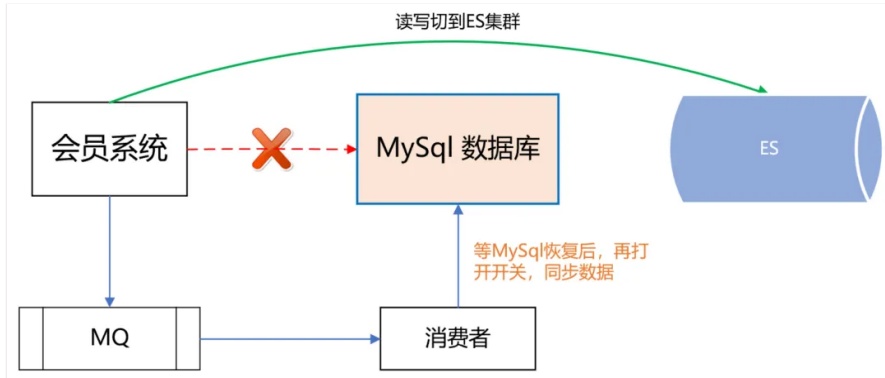 读写切到ES集群
会员系统
MySql 数据库
ES
等MySql恢复后，再打
开开关，同步数据
MQ
消费者